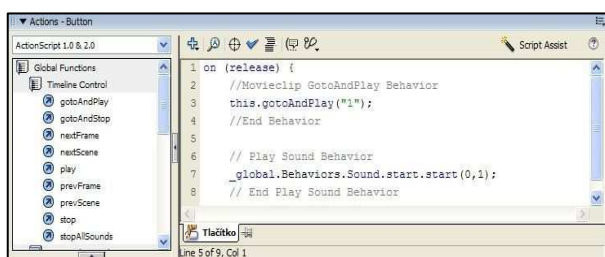 ▼ Actions - Button
ActionScript 1.0 & 2.0
Script Assist
Global Functions
Timeline Control
gotoAndPlay
gotoAndStop
nextFrame
nextScene
play
prevFrame
prevScene
stop
stopAllSounds
1 on (release) {
2 //Movieclip GotoAndPlay Behavior
3 this.gotoAndPlay("1");
4 //End Behavior
5
6 // Play Sound Behavior
7 _global.Behaviors.Sound.start.start(0,1);
8 // End Play Sound Behavior
Tlačítko
Line 5 of 9, Col 1